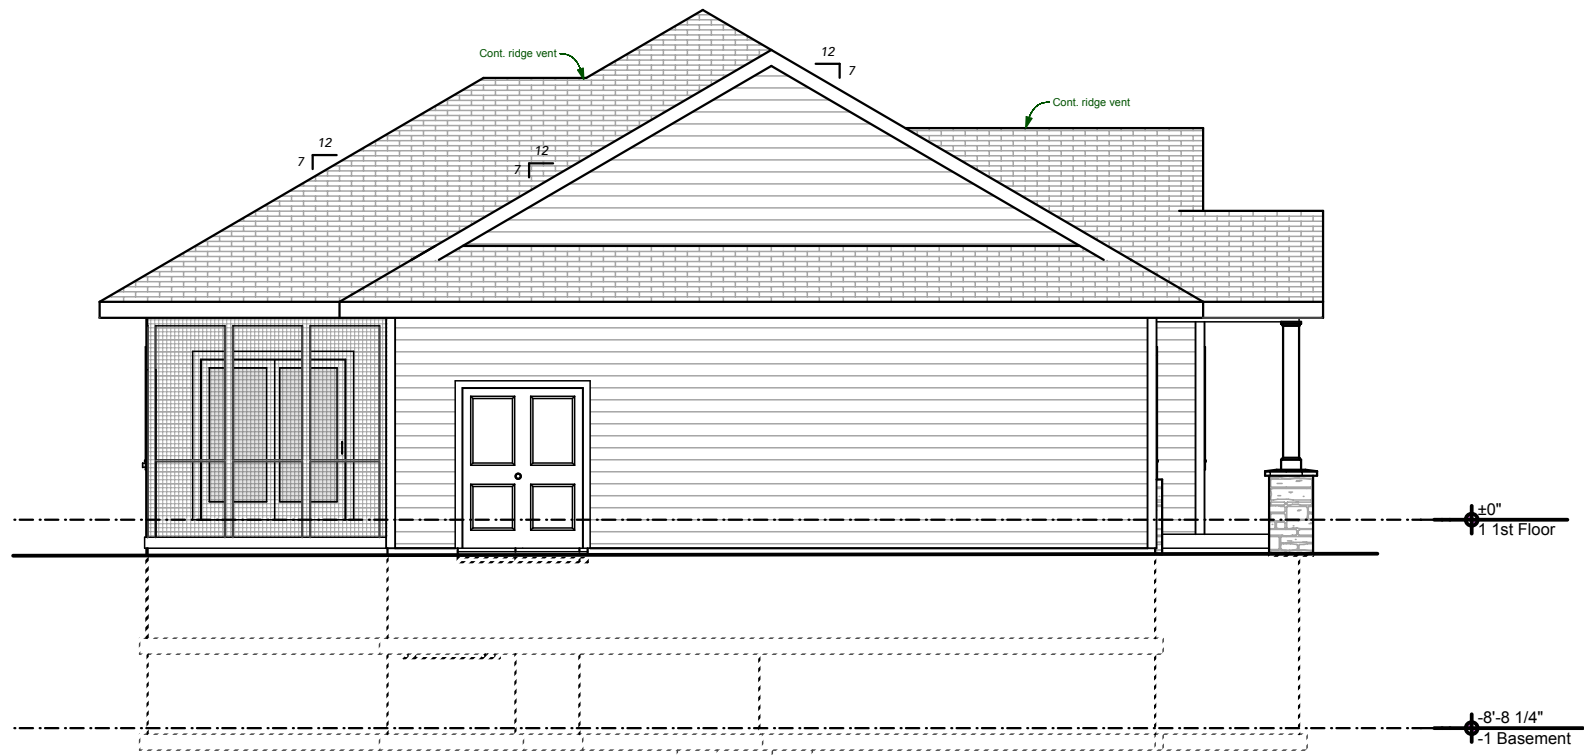 Cont. ridge vent
12
7
Cont. ridge vent
12
7
12
7
±0"
1 1st Floor
-8'-8 1/4"
-1 Basement